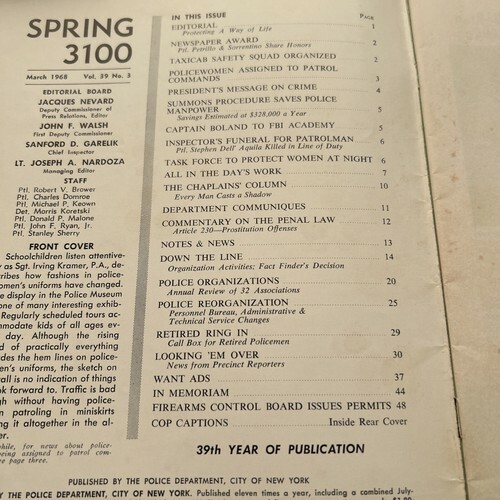 SPRING
3100
March 1968 Vol. 39 No. 3
EDITORIAL BOARD
JACQUES NEVARD
Deputy Commissioner of
Press Relations, Editor
JOHN F. WALSH
First Deputy Commissioner
SANFORD D. GARELIK
Chief Inspector
LT. JOSEPH A. NARDOZA
Managing Editor
STAFF
Ptl. Robert V. Brower
Ptl. Charles Domroe
Ptl. Michael P. Keown
Det. Morris Koretski
Ptl. Donald P. Malone
Ptl. John F. Ryan, Jr.
Ptl. Stanley Sherry
FRONT COVER
Schoolchildren listen attentive-
as Sgt. Irving Kramer, P.A., de-
cribes how fashions in police-
omen's uniforms have changed.
e display in the Police Museum
one of many interesting exhib-
Regularly scheduled tours ac-
mmodate kids of all ages ev-
day. Although the rising
d of practically everything
des the hem lines on police-
en's uniforms, the sketch on
all is no indication of things
ok forward to. Traffic is bad
gh without having police-
n patroling in miniskirts
ing it altogether in the al-
er.
while, for news about police-
being assigned to patrol com-
e page three.
IN THIS ISSUE PAGE
EDITORIAL 1
Protecting A Way of Life
NEWSPAPER AWARD 2
Ptl. Petrillo & Sorrentino Share Honors
TAXICAB SAFETY SQUAD ORGANIZED 2
POLICEWOMEN ASSIGNED TO PATROL
COMMANDS 3
PRESIDENT'S MESSAGE ON CRIME 4
SUMMONS PROCEDURE SAVES POLICE
MANPOWER 5
Savings Estimated at $328,000 a Year
CAPTAIN BOLAND TO FBI ACADEMY 5
INSPECTOR'S FUNERAL FOR PATROLMAN 6
Ptl. Stephen Dell' Aquila Killed in Line of Duty
TASK FORCE TO PROTECT WOMEN AT NIGHT 6
ALL IN THE DAY'S WORK 7
THE CHAPLAINS' COLUMN 10
Every Man Casts a Shadow
DEPARTMENT COMMUNIQUES 11
COMMENTARY ON THE PENAL LAW 12
Article 230—Prostitution Offenses
NOTES & NEWS 13
DOWN THE LINE 14
Organization Activities; Fact Finder's Decision
POLICE ORGANIZATIONS 20
Annual Review of 32 Associations
POLICE REORGANIZATION 25
Personnel Bureau, Administrative &
Technical Service Changes
RETIRED RING IN 29
Call Box for Retired Policemen
LOOKING 'EM OVER 30
News from Precinct Reporters
WANT ADS 37
IN MEMORIAM 44
FIREARMS CONTROL BOARD ISSUES PERMITS 48
COP CAPTIONS Inside Rear Cover
39th YEAR OF PUBLICATION
PUBLISHED BY THE POLICE DEPARTMENT, CITY OF NEW YORK
Y THE POLICE DEPARTMENT, CITY OF NEW YORK. Published eleven times a year, including a combined July-